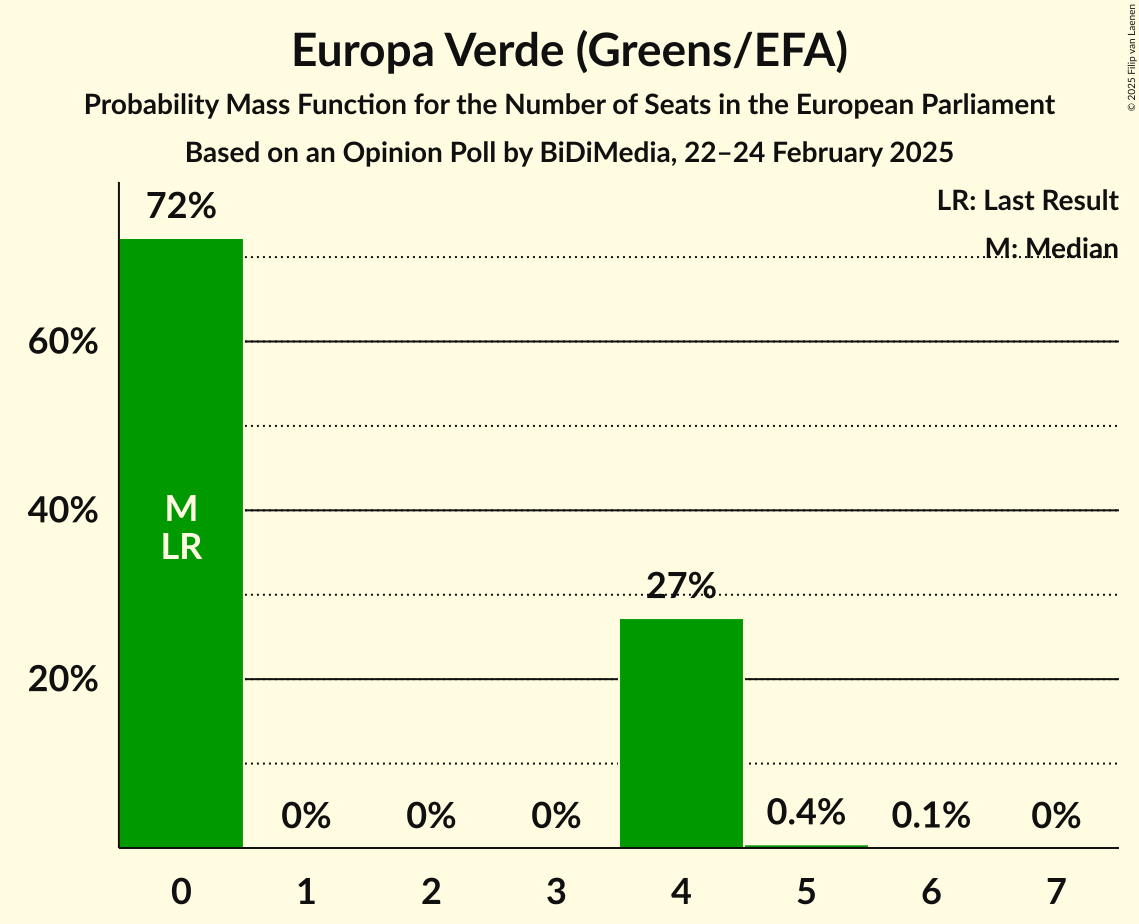 Europa Verde (Greens/EFA)
Probability Mass Function for the Number of Seats in the European Parliament
Based on an Opinion Poll by BiDiMedia, 22–24 February 2025
© 2025 Filip van Laenen
LR: Last Result
M: Median
72%
60%
40%
20%
M
LR
0%
0%
0%
27%
0.4%
0.1%
0%
0
1
2
3
4
5
6
7